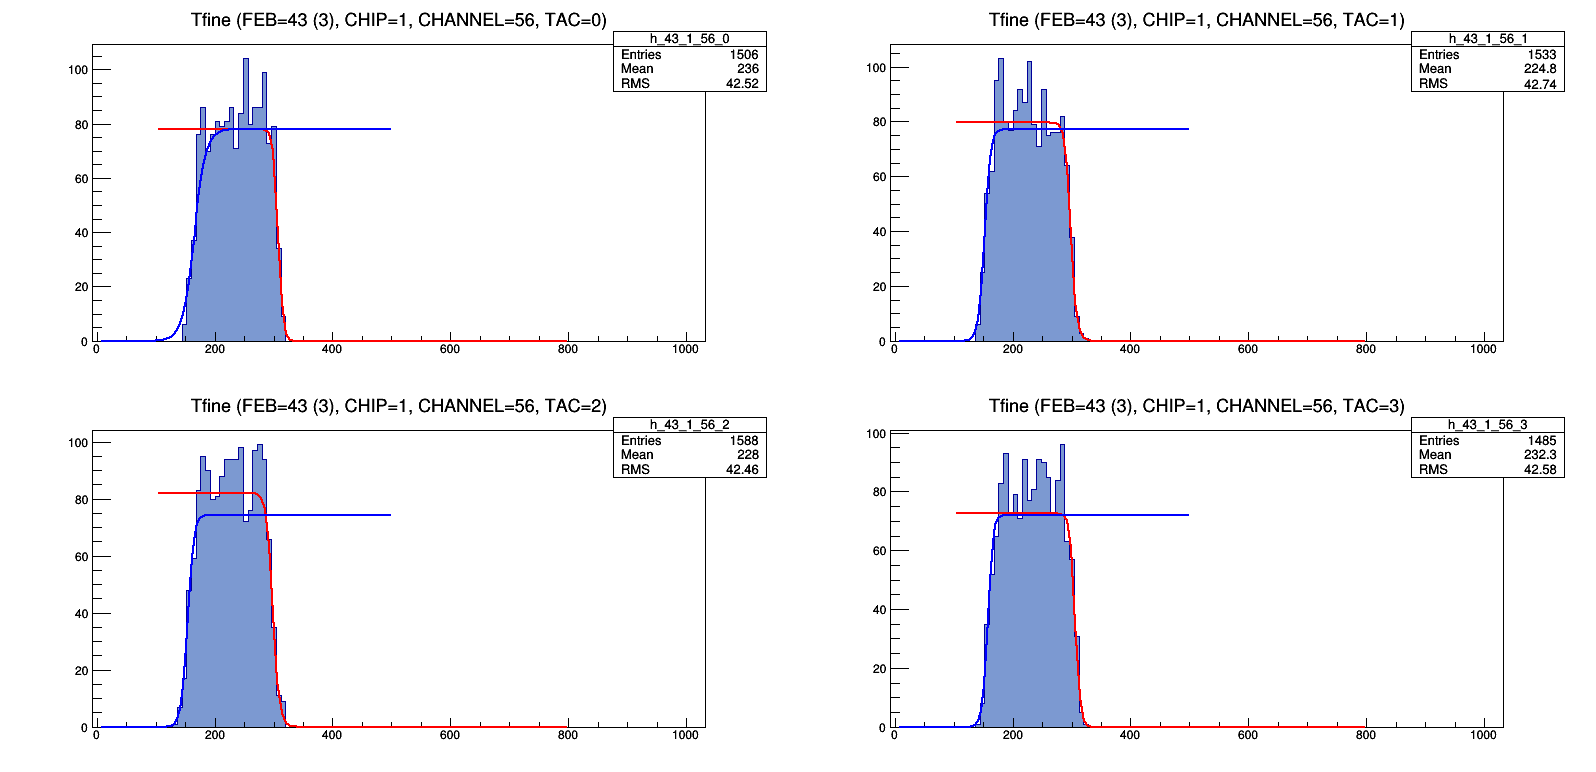 Tfine (FEB=43 (3), CHIP=1, CHANNEL=56, TAC=0)
h_43_1_56_0
Entries 1506
Mean 236
RMS 42.52
100
80
60
40
20
0
0 200 400 600 800 1000
Tfine (FEB=43 (3), CHIP=1, CHANNEL=56, TAC=1)
h_43_1_56_1
Entries 1533
Mean 224.8
RMS 42.74
100
80
60
40
20
0
0 200 400 600 800 1000
Tfine (FEB=43 (3), CHIP=1, CHANNEL=56, TAC=2)
h_43_1_56_2
Entries 1588
Mean 228
RMS 42.46
100
80
60
40
20
0
0 200 400 600 800 1000
Tfine (FEB=43 (3), CHIP=1, CHANNEL=56, TAC=3)
h_43_1_56_3
Entries 1485
Mean 232.3
RMS 42.58
100
80
60
40
20
0
0 200 400 600 800 1000